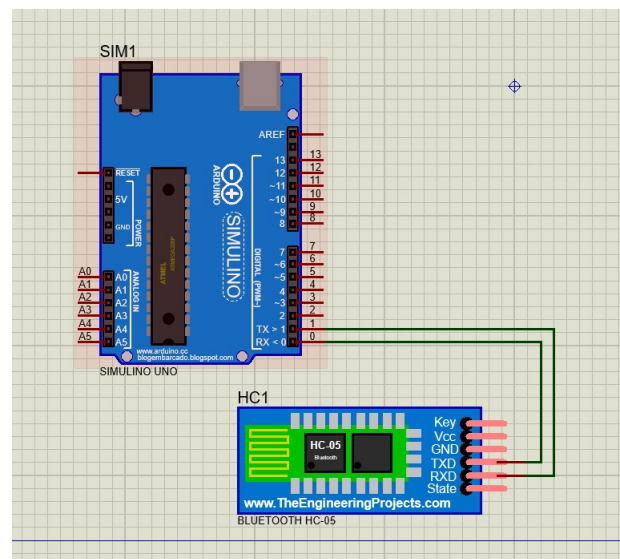 SIM1
AREF
13 13
12 12
~11 11
~10 10
~9 9
8 8
RESET
5V
GND
POWER
ARDUINO
SIMULINO
ATMEL
DIGITAL (PWM~)
7 7
~6 6
~5 5
4 4
~3 3
2 2
TX > 1 1
RX < 0 0
A0 A0
A1 A1
A2 A2
A3 A3
A4 A4
A5 A5
ANALOG IN
www.arduino.cc
blogembarcado.blogspot.com
SIMULINO UNO
HC1
HC-05
Bluetooth
Key
Vcc
GND
TXD
RXD
State
www.TheEngineeringProjects.com
BLUETOOTH HC-05